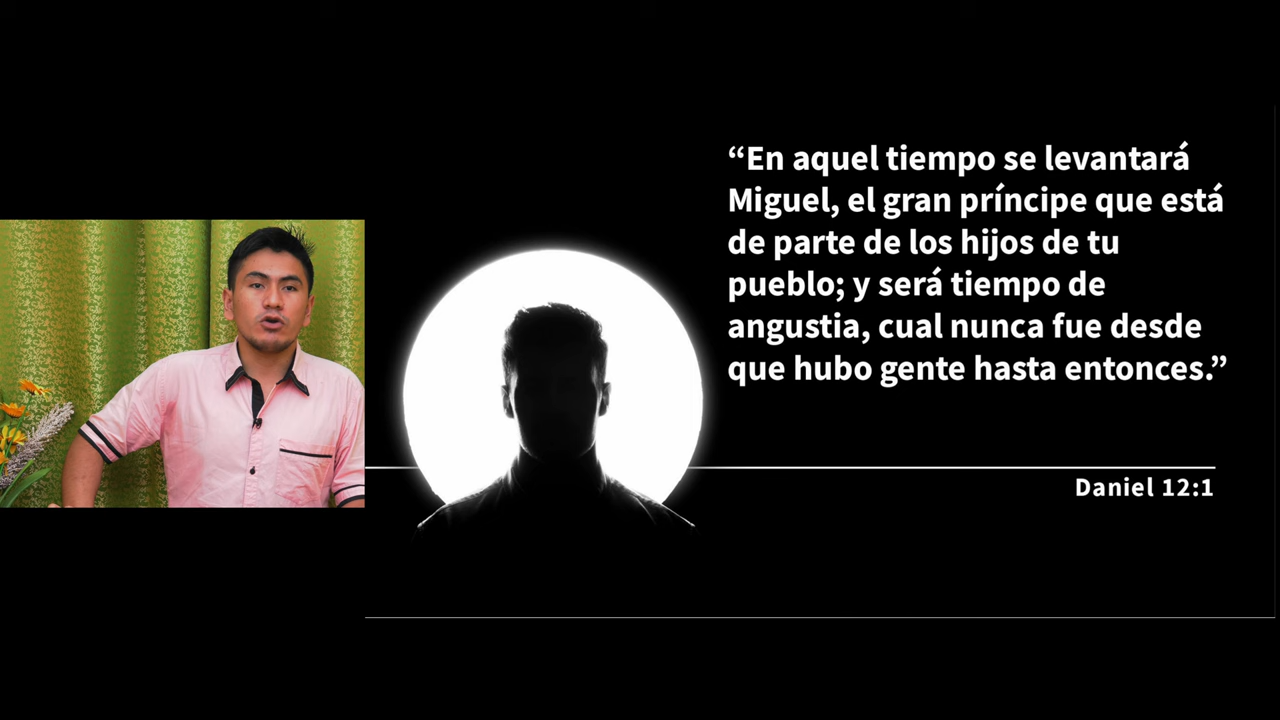 “En aquel tiempo se levantará
Miguel, el gran príncipe que está
de parte de los hijos de tu
pueblo; y será tiempo de
angustia, cual nunca fue desde
que hubo gente hasta entonces.”
Daniel 12:1